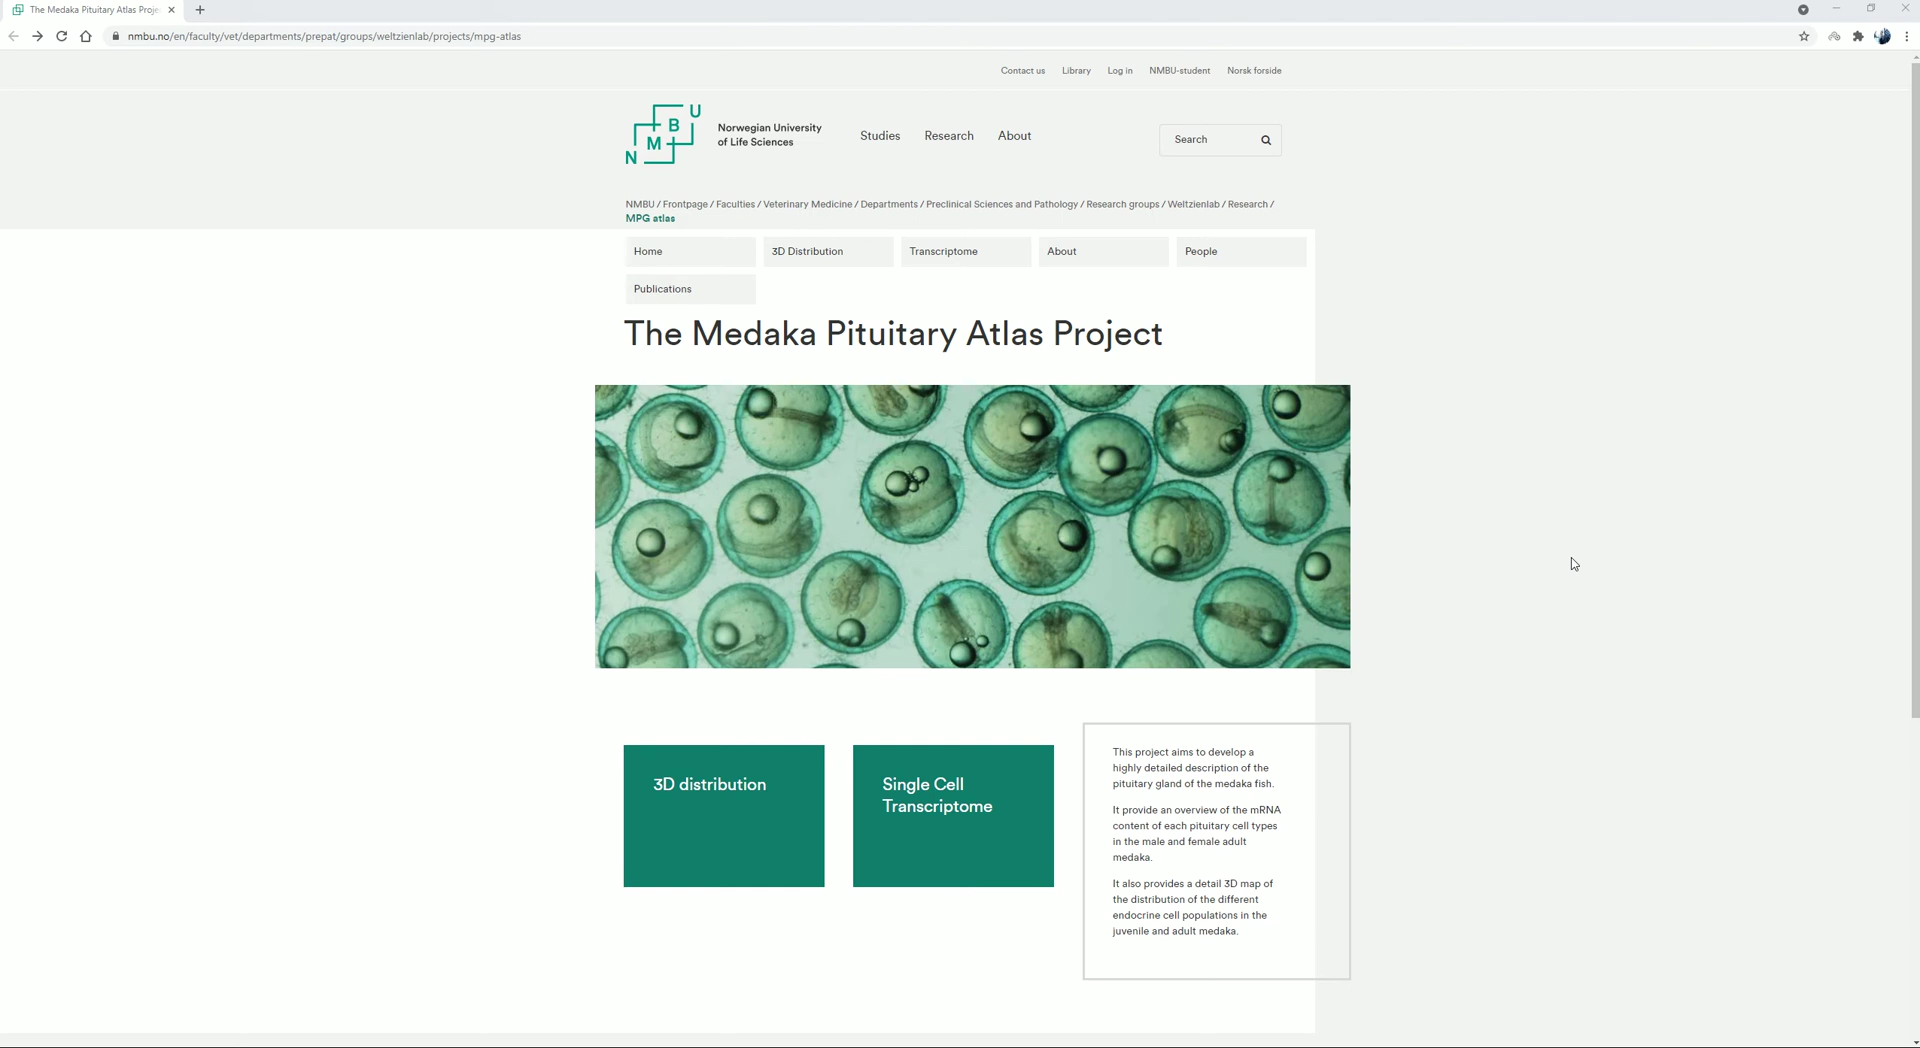 The Medaka Pituitary Atlas Proje
nmbu.no/en/faculty/vet/departments/prepat/groups/weltzienlab/projects/mpg-atlas
Contact us Library Log in NMBU-student Norsk forside
N M B U
Norwegian University
of Life Sciences
Studies Research About
Search
NMBU / Frontpage / Faculties / Veterinary Medicine / Departments / Preclinical Sciences and Pathology / Research groups / Weltzienlab / Research /
MPG atlas
Home 3D Distribution Transcriptome About People
Publications
The Medaka Pituitary Atlas Project
3D distribution
Single Cell
Transcriptome
This project aims to develop a
highly detailed description of the
pituitary gland of the medaka fish.
It provide an overview of the mRNA
content of each pituitary cell types
in the male and female adult
medaka.
It also provides a detail 3D map of
the distribution of the different
endocrine cell populations in the
juvenile and adult medaka.